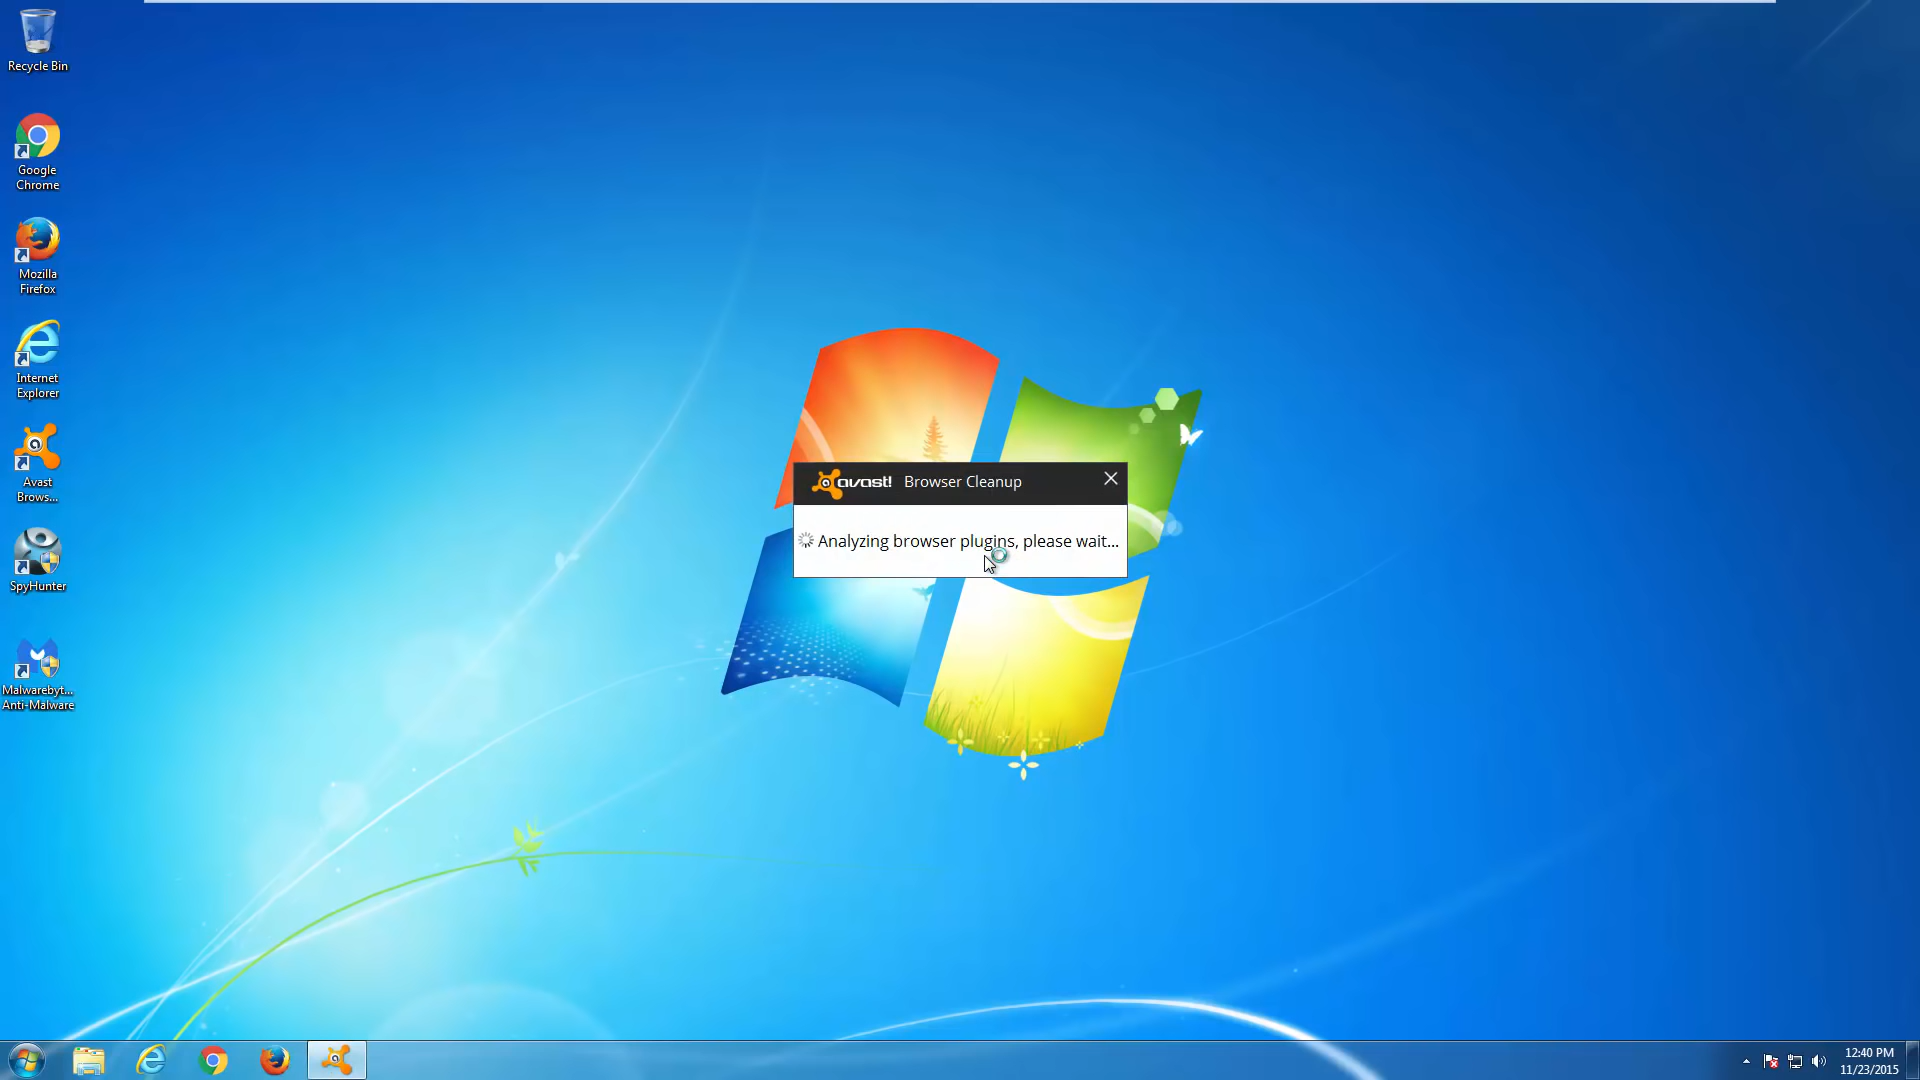 Recycle Bin
Google
Chrome
Mozilla
Firefox
Internet
Explorer
Avast
Brows...
SpyHunter
Malwarebyt...
Anti-Malware
avast! Browser Cleanup
Analyzing browser plugins, please wait...
12:40 PM
11/23/2015